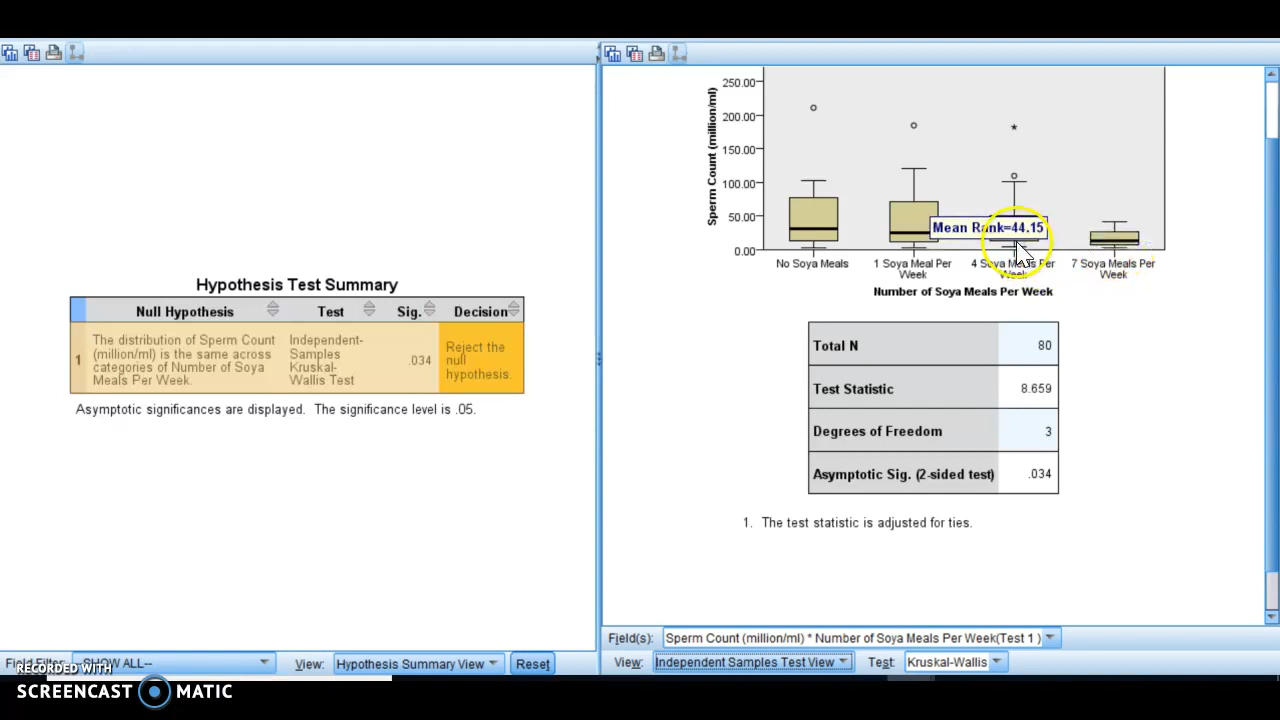 Hypothesis Test Summary
Null Hypothesis Test Sig. Decision
1
The distribution of Sperm Count
(million/ml) is the same across
categories of Number of Soya
Meals Per Week.
Independent-
Samples
Kruskal-
Wallis Test
.034
Reject the
null
hypothesis.
Asymptotic significances are displayed. The significance level is .05.
View: Hypothesis Summary View Reset
RECORDED WITH
SCREENCAST MATIC
Sperm Count (million/ml)
250.00
200.00
150.00
100.00
50.00
0.00
Mean Rank=44.15
No Soya Meals
1 Soya Meal Per
Week
4 Soya Meals Per
Week
7 Soya Meals Per
Week
Number of Soya Meals Per Week
Total N 80
Test Statistic 8.659
Degrees of Freedom 3
Asymptotic Sig. (2-sided test) .034
1. The test statistic is adjusted for ties.
Field(s): Sperm Count (million/ml) * Number of Soya Meals Per Week(Test 1 )
View: Independent Samples Test View Test: Kruskal-Wallis